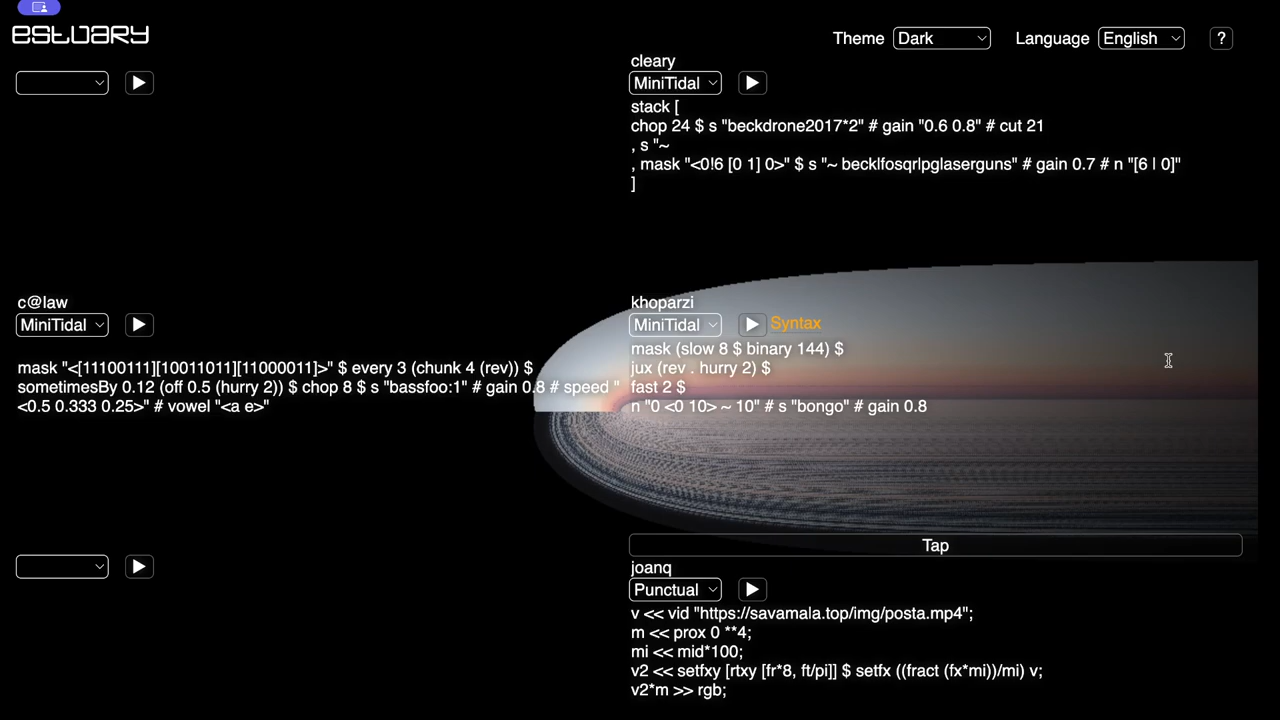 estuary
Theme Dark Language English ?
cleary
MiniTidal
stack [
chop 24 $ s "beckdrone2017*2" # gain "0.6 0.8" # cut 21
, s "~
, mask "<0!6 [0 1] 0>" $ s "~ becklfosqrlpglaserguns" # gain 0.7 # n "[6 | 0]"
]
c@law
MiniTidal
mask "<[11100111][10011011][11000011]>" $ every 3 (chunk 4 (rev)) $
sometimesBy 0.12 (off 0.5 (hurry 2)) $ chop 8 $ s "bassfoo:1" # gain 0.8 # speed "
<0.5 0.333 0.25>" # vowel "<a e>"
khoparzi
MiniTidal Syntax
mask (slow 8 $ binary 144) $
jux (rev . hurry 2) $
fast 2 $
n "0 <0 10> ~ 10" # s "bongo" # gain 0.8
Tap
joanq
Punctual
v << vid "https://savamala.top/img/posta.mp4";
m << prox 0 **4;
mi << mid*100;
v2 << setfxy [rtxy [fr*8, ft/pi]] $ setfx ((fract (fx*mi))/mi) v;
v2*m >> rgb;